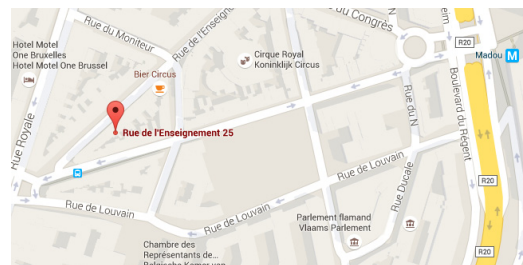 Rue du Moniteur
Rue de l'Enseigne
du Congrès
R20
Madou
M
Hotel Motel
One Bruxelles
Hotel Motel One Brussel
Cirque Royal
Koninklijk Circus
Bier Circus
Rue Royale
Rue de l'Enseignement 25
Rue du N
Boulevard du Régent
Rue de Louvain
R20
Rue Ducale
Rue de Louvain
Rue de Louvain
Parlement flamand
Vlaams Parlement
Chambre des
Représentants de...
R20